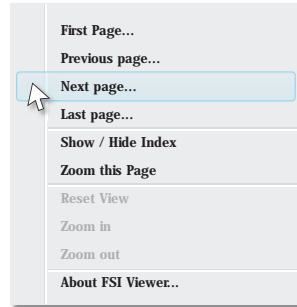 First Page...
Previous page...
Next page...
Last page...
Show / Hide Index
Zoom this Page
Reset View
Zoom in
Zoom out
About FSI Viewer...